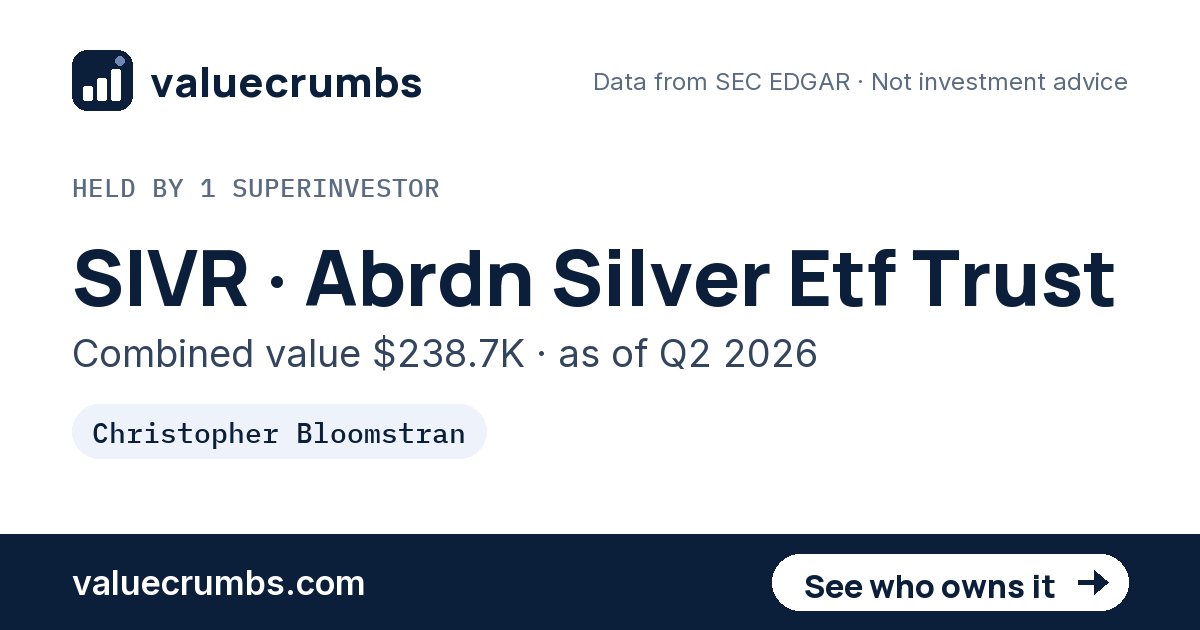 valuecrumbs
Data from SEC EDGAR · Not investment advice
HELD BY 1 SUPERINVESTOR
SIVR · Abrdn Silver Etf Trust
Combined value $238.7K · as of Q2 2026
Christopher Bloomstran
valuecrumbs.com
See who owns it →